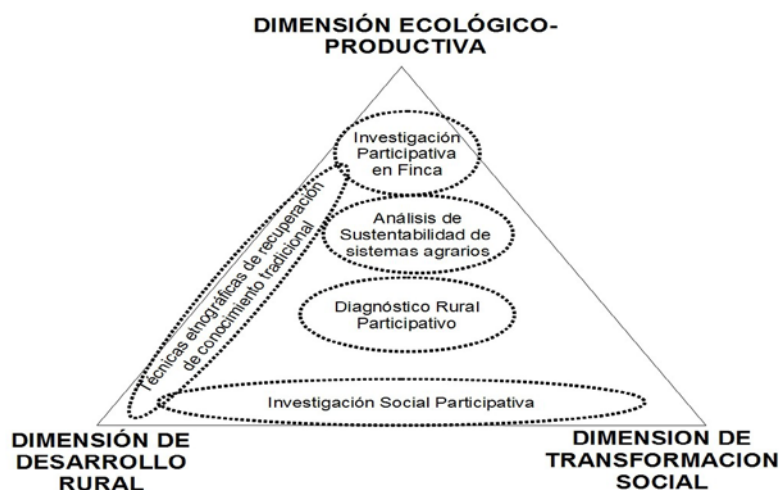 DIMENSIÓN ECOLÓGICO-
PRODUCTIVA
Investigación
Participativa
en Finca
Análisis de
Sustentabilidad de
sistemas agrarios
Técnicas etnográficas de recuperación
de conocimiento tradicional
Diagnóstico Rural
Participativo
Investigación Social Participativa
DIMENSIÓN DE
DESARROLLO
RURAL
DIMENSION DE
TRANSFORMACION
SOCIAL